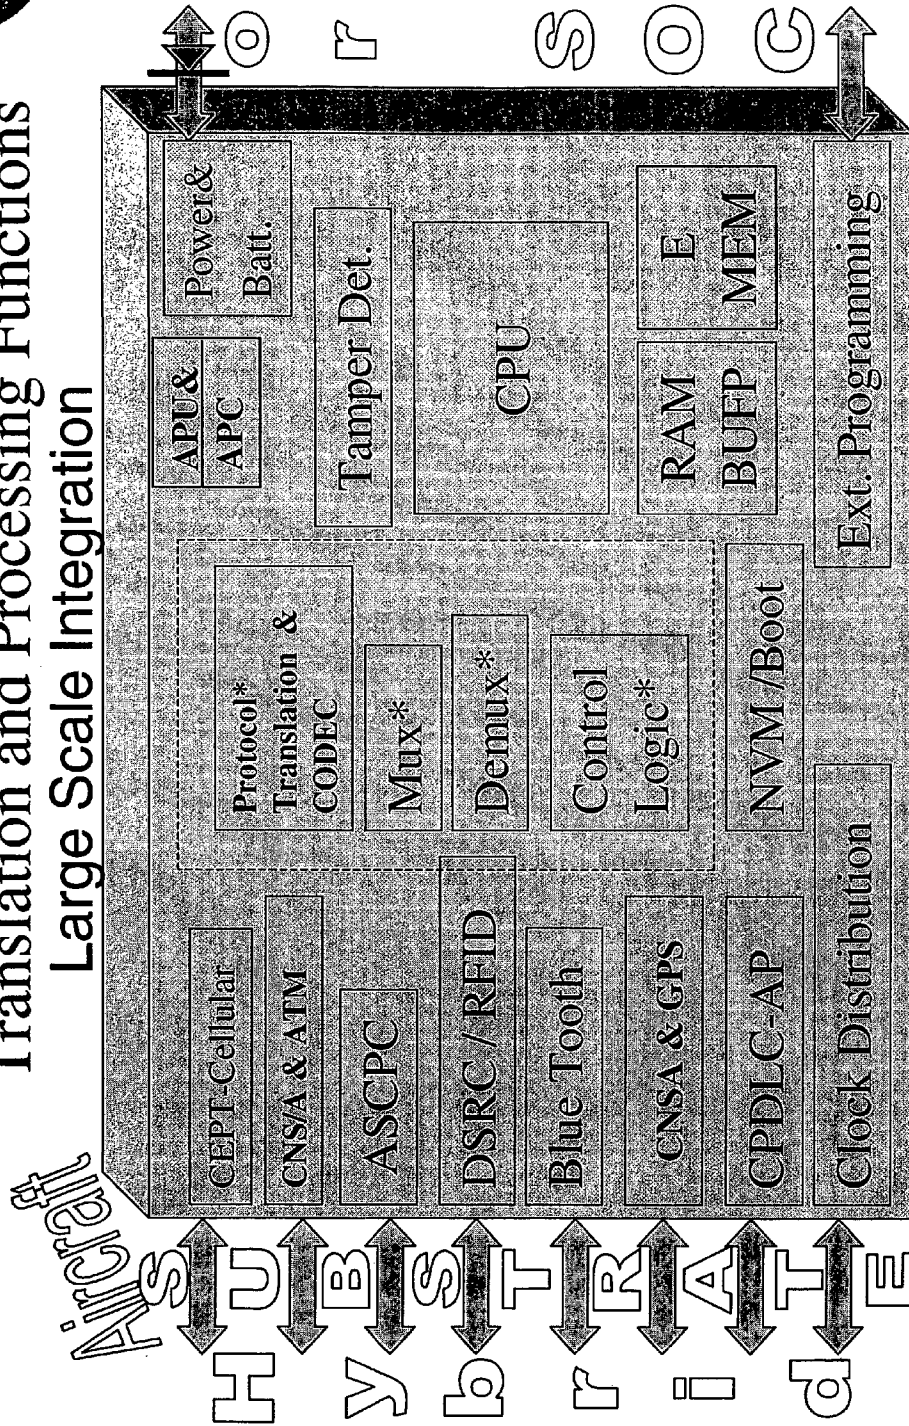 Translation and Processing Functions
Large Scale Integration
Aircraft
SUBSTRATE
Hybrid
CEPT-Cellular
CNS/A & ATM
ASCPC
DSRC / RFID
Blue Tooth
CNSA & GPS
CPDLC-AP
Clock Distribution
Protocol*
Translation &
CODEC
Mux*
Demux*
Control
Logic*
NVM /Boot
APU&
APC
Power&
Batt.
Tamper Det.
CPU
RAM
BUFP
E
MEM
Ext. Programming
or SOC